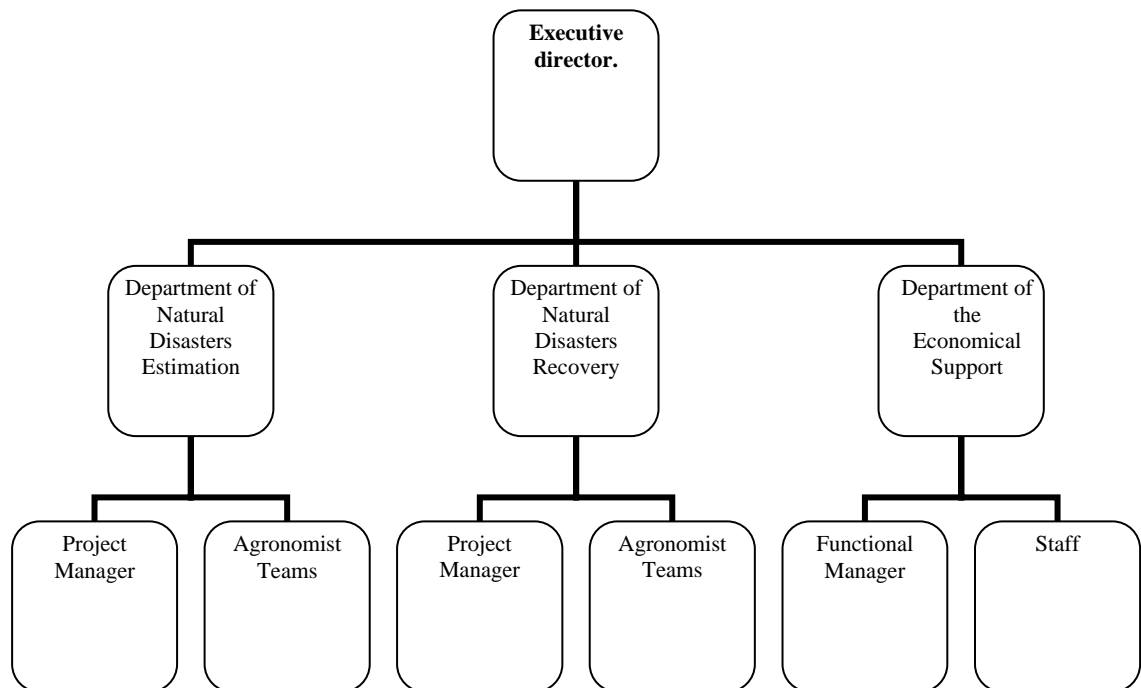 Executive
director.
Department of
Natural
Disasters
Estimation
Department of
Natural
Disasters
Recovery
Department of
the
Economical
Support
Project
Manager
Agronomist
Teams
Project
Manager
Agronomist
Teams
Functional
Manager
Staff